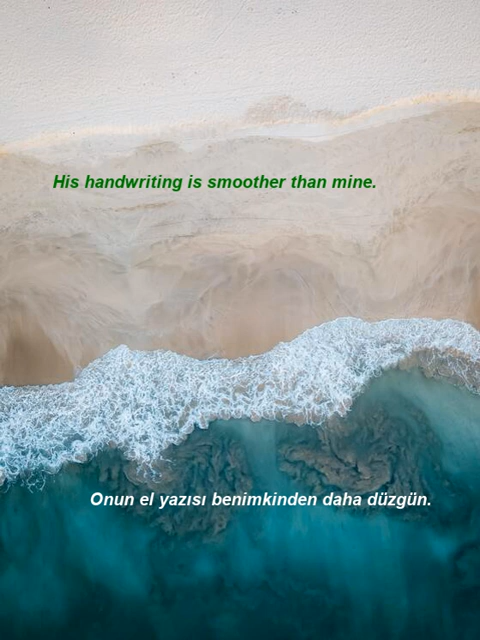 His handwriting is smoother than mine.
Onun el yazısı benimkinden daha düzgün.